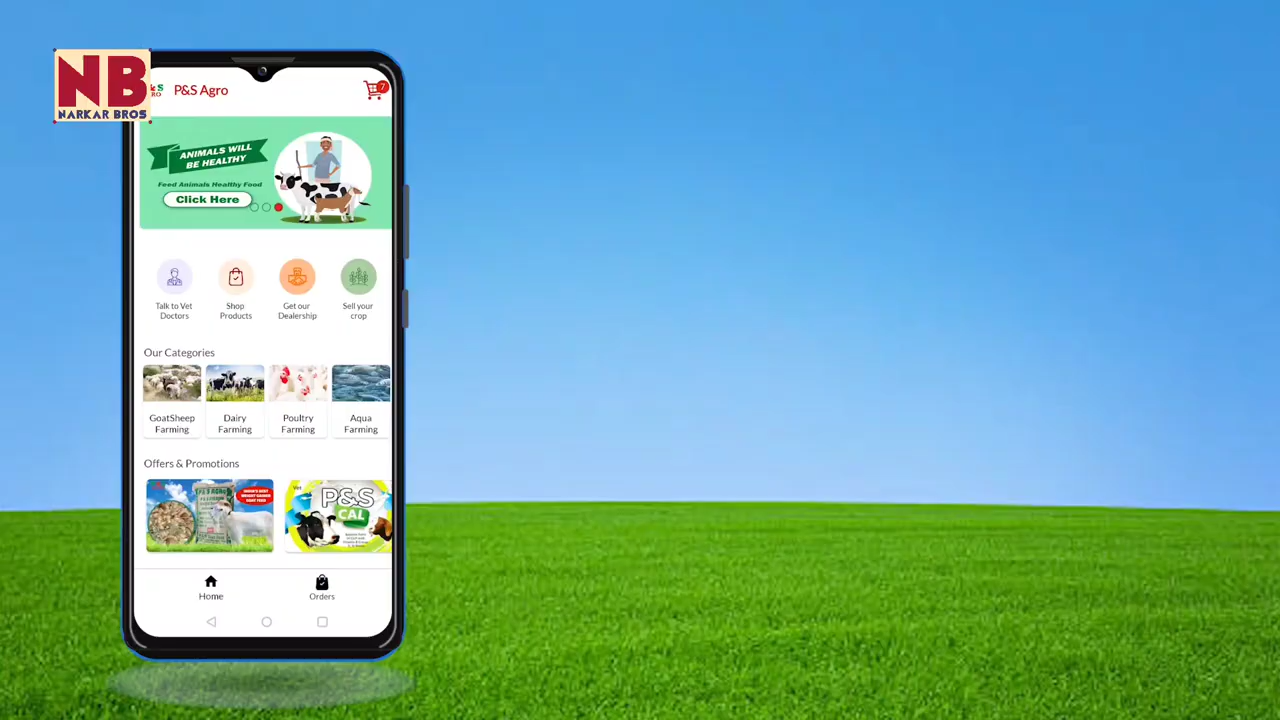 NB
NARKAR BROS
P&S Agro
7
ANIMALS WILL
BE HEALTHY
Feed Animals Healthy Food
Click Here
Talk to Vet
Doctors
Shop
Products
Get our
Dealership
Sell your
crop
Our Categories
GoatSheep
Farming
Dairy
Farming
Poultry
Farming
Aqua
Farming
Offers & Promotions
P&S AGRO
P&S
CAL
Home
Orders